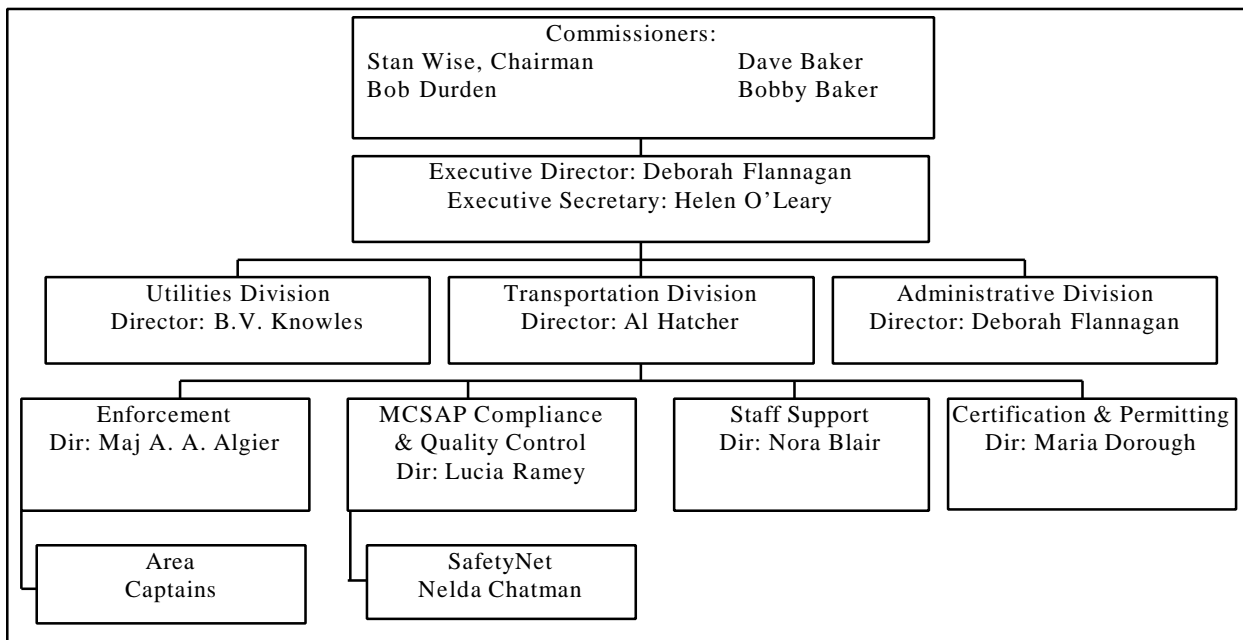 Commissioners:
Stan Wise, Chairman Dave Baker
Bob Durden Bobby Baker
Executive Director: Deborah Flannagan
Executive Secretary: Helen O’Leary
Utilities Division
Director: B.V. Knowles
Transportation Division
Director: Al Hatcher
Administrative Division
Director: Deborah Flannagan
Enforcement
Dir: Maj A. A. Algier
MCSAP Compliance
& Quality Control
Dir: Lucia Ramey
Staff Support
Dir: Nora Blair
Certification & Permitting
Dir: Maria Dorough
Area
Captains
SafetyNet
Nelda Chatman